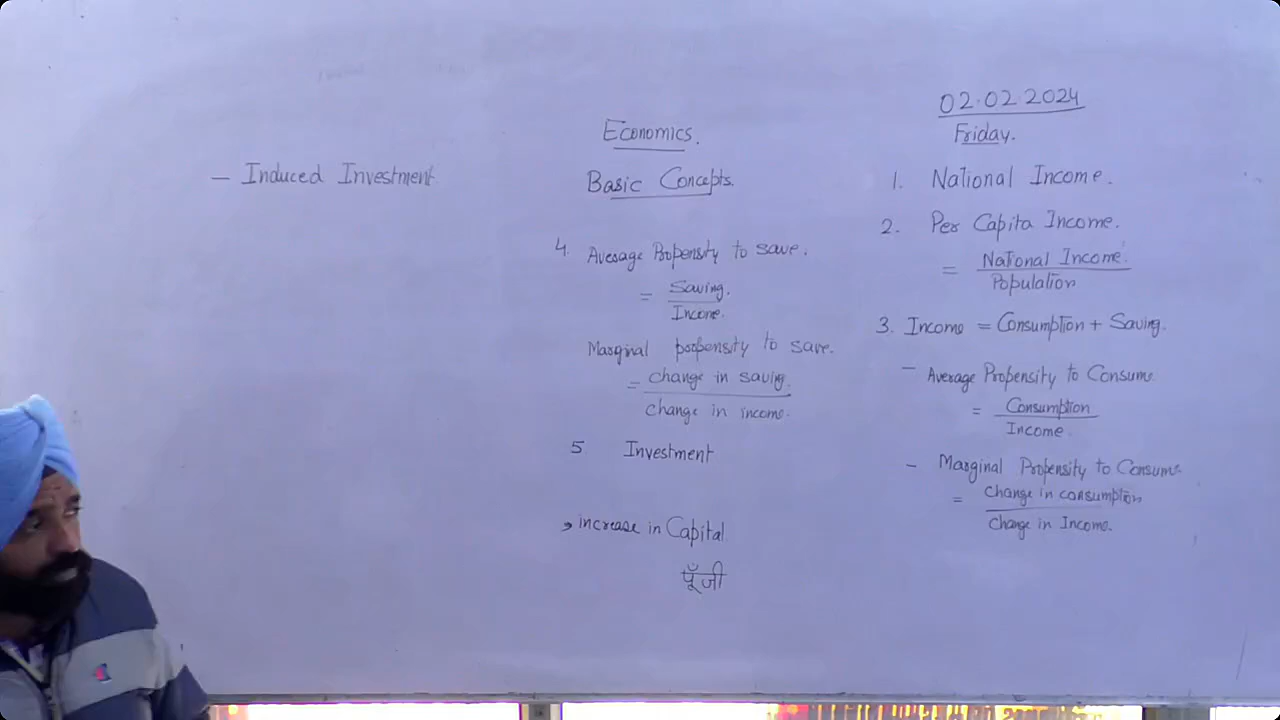 02.02.2024
Friday.
Economics.
Basic Concepts.
1. National Income.
2. Per Capita Income.
= National Income
Population
3. Income = Consumption + Saving.
- Average Propensity to Consume
= Consumption
Income
- Marginal Propensity to Consume
= change in consumption
change in Income.
4. Average Propensity to save.
= Saving.
Income.
Marginal propensity to save.
= change in saving.
change in income.
5 Investment
→ increase in Capital
पूँजी
- Induced Investment